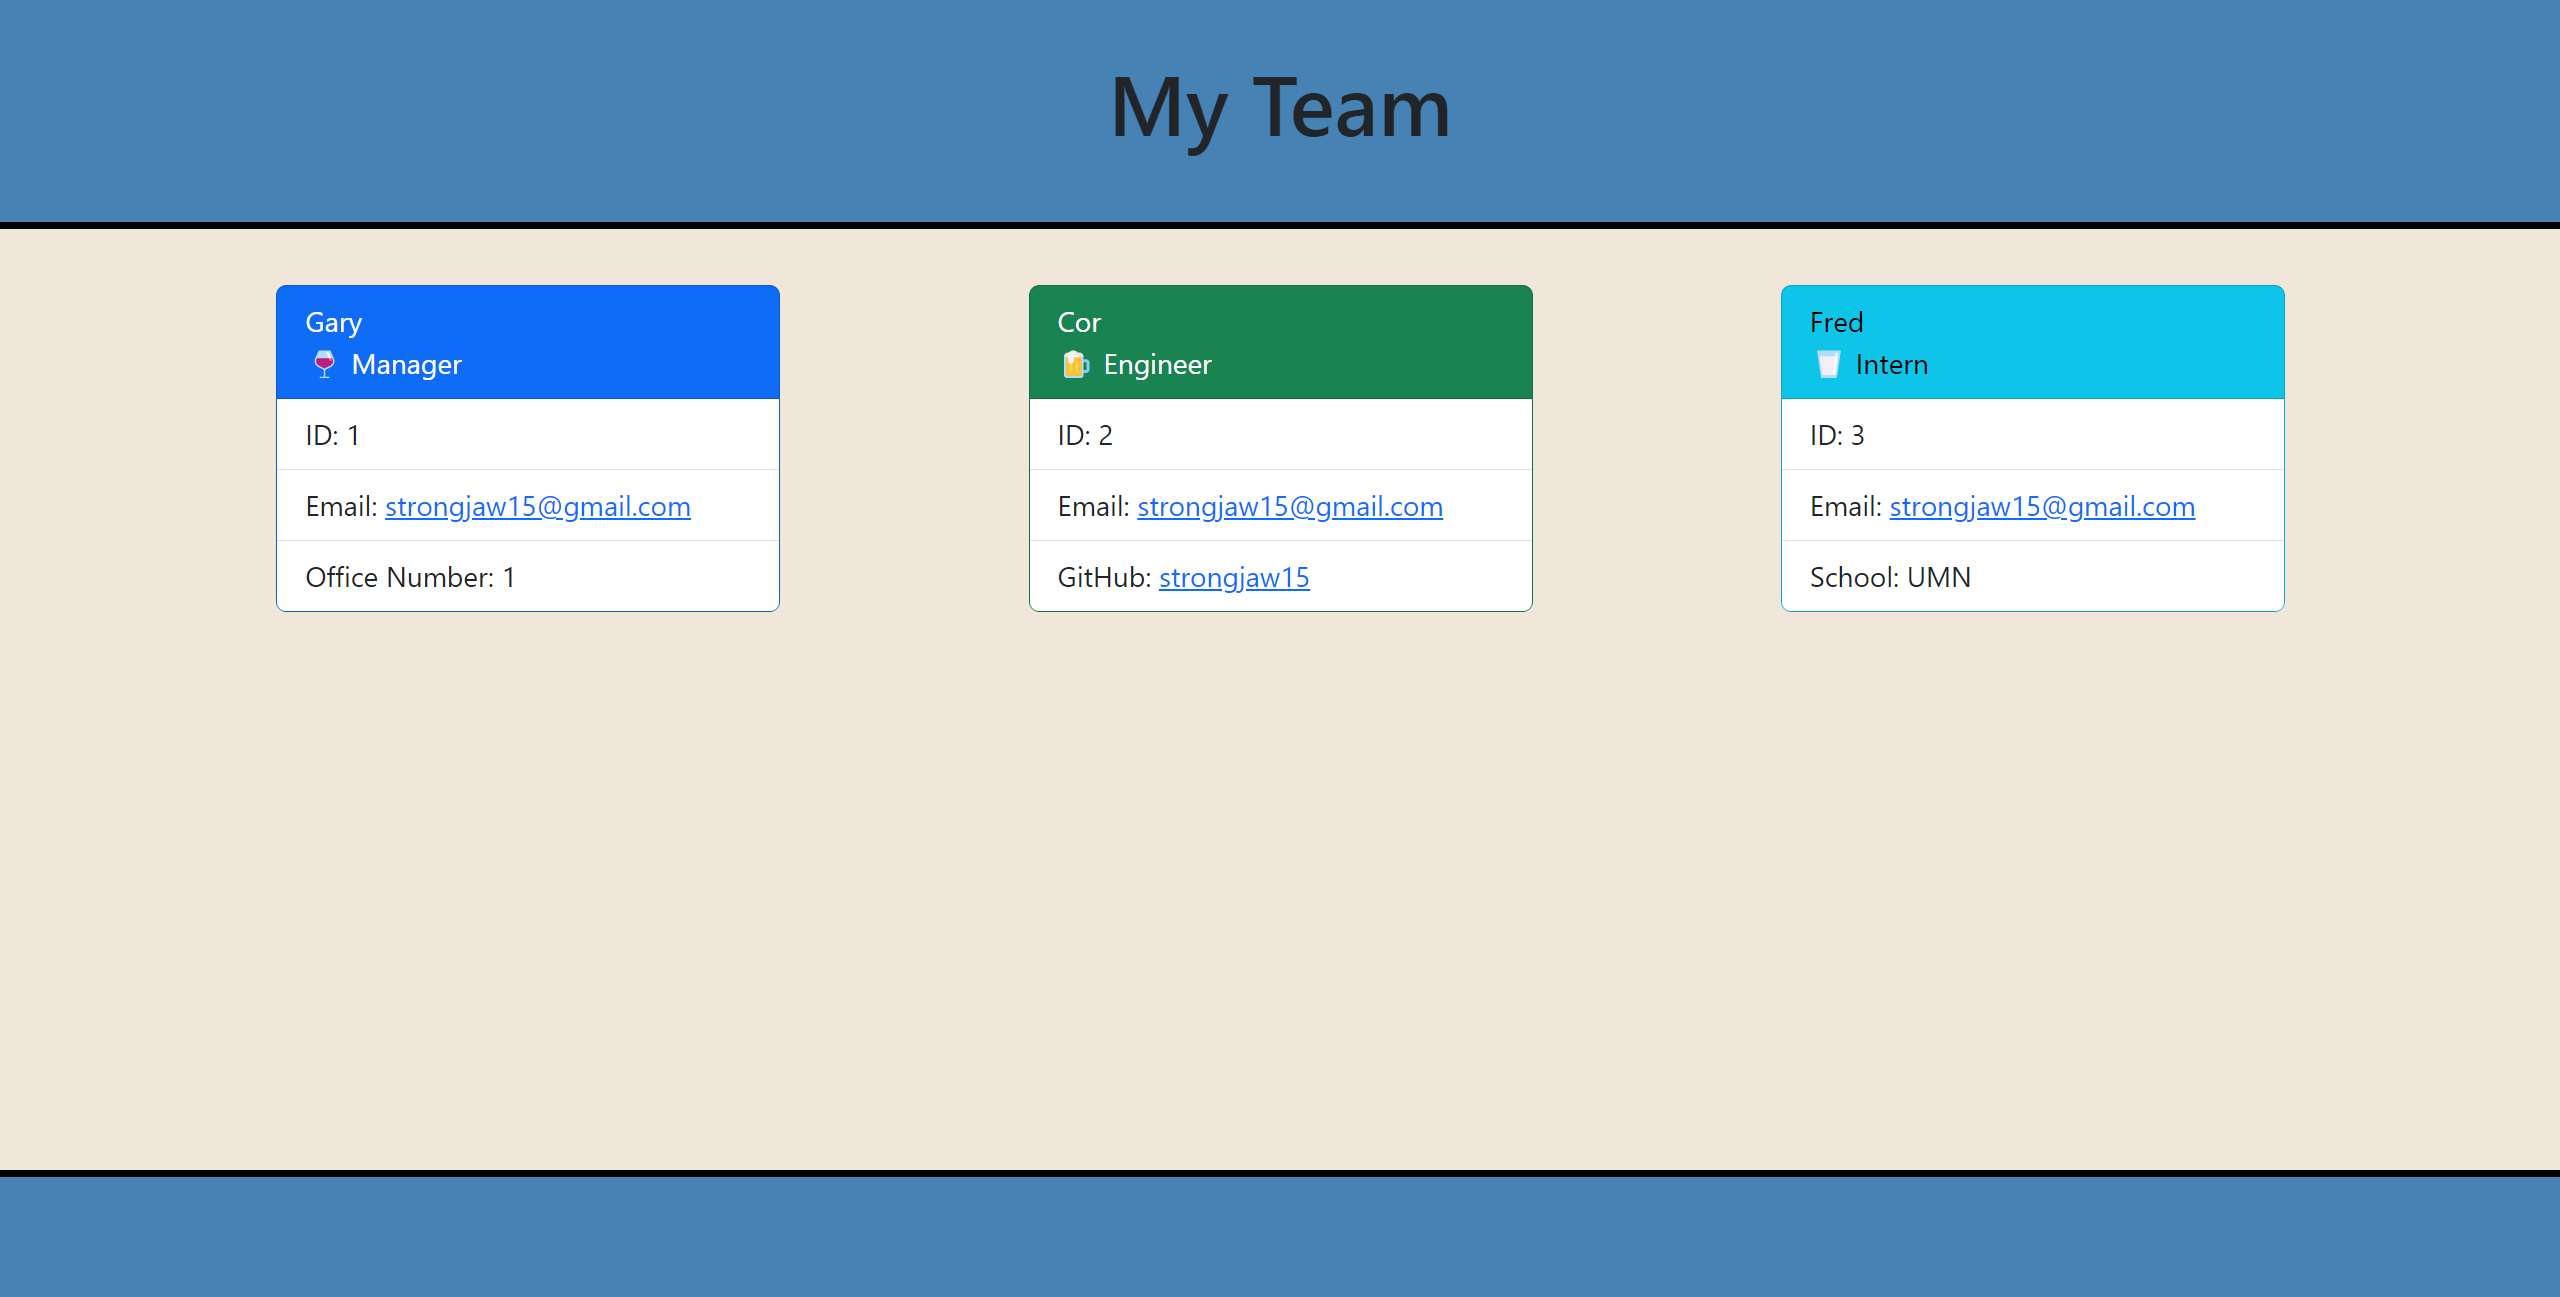 My Team
Gary
🍷 Manager
ID: 1
Email: strongjaw15@gmail.com
Office Number: 1
Cor
🍺 Engineer
ID: 2
Email: strongjaw15@gmail.com
GitHub: strongjaw15
Fred
🥛 Intern
ID: 3
Email: strongjaw15@gmail.com
School: UMN